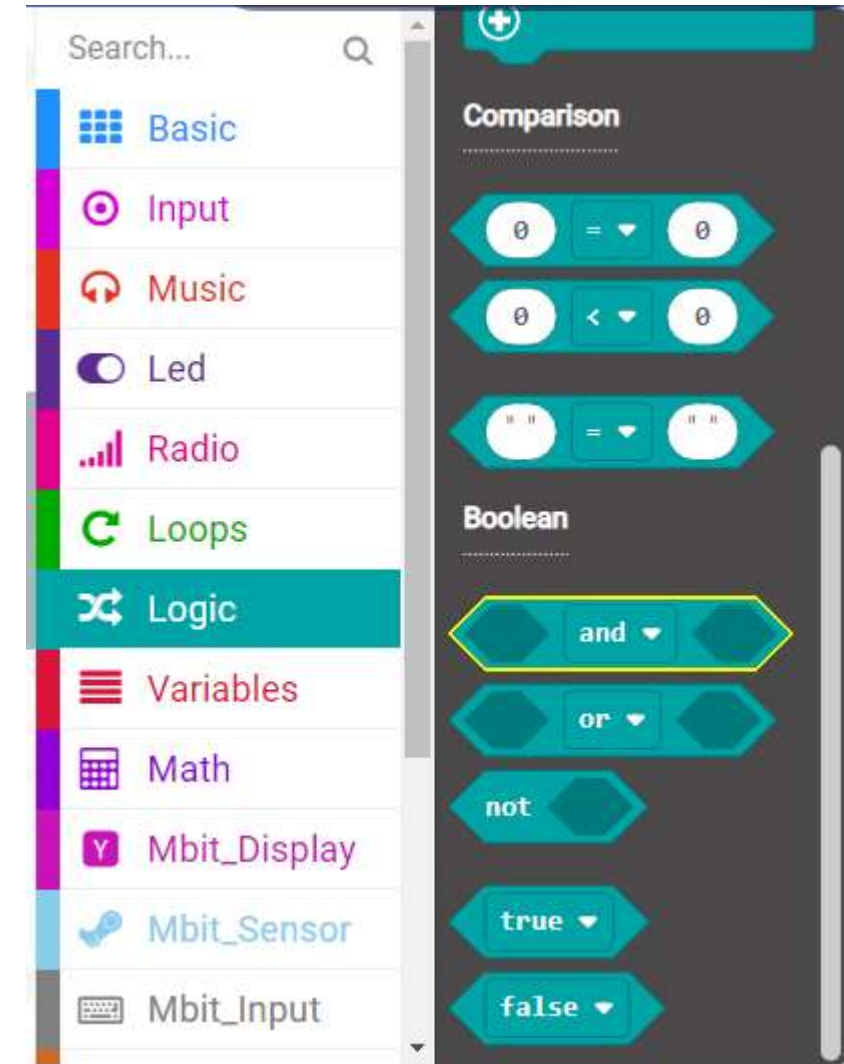 Search...
Basic
Input
Music
Led
Radio
Loops
Logic
Variables
Math
Y Mbit_Display
Mbit_Sensor
Mbit_Input
Comparison
0 = 0
0 < 0
" " = " "
Boolean
and
or
not
true
false